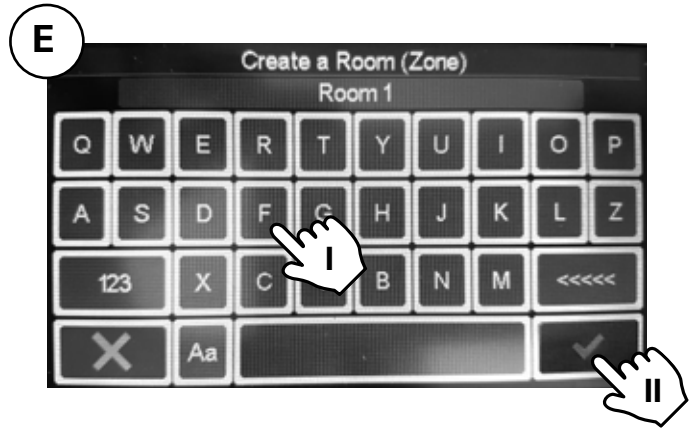 E
Create a Room (Zone)
Room 1
Q W E R T Y U I O P
A S D F G H J K L Z
123 X C B N M <<<<<
Aa
I
II